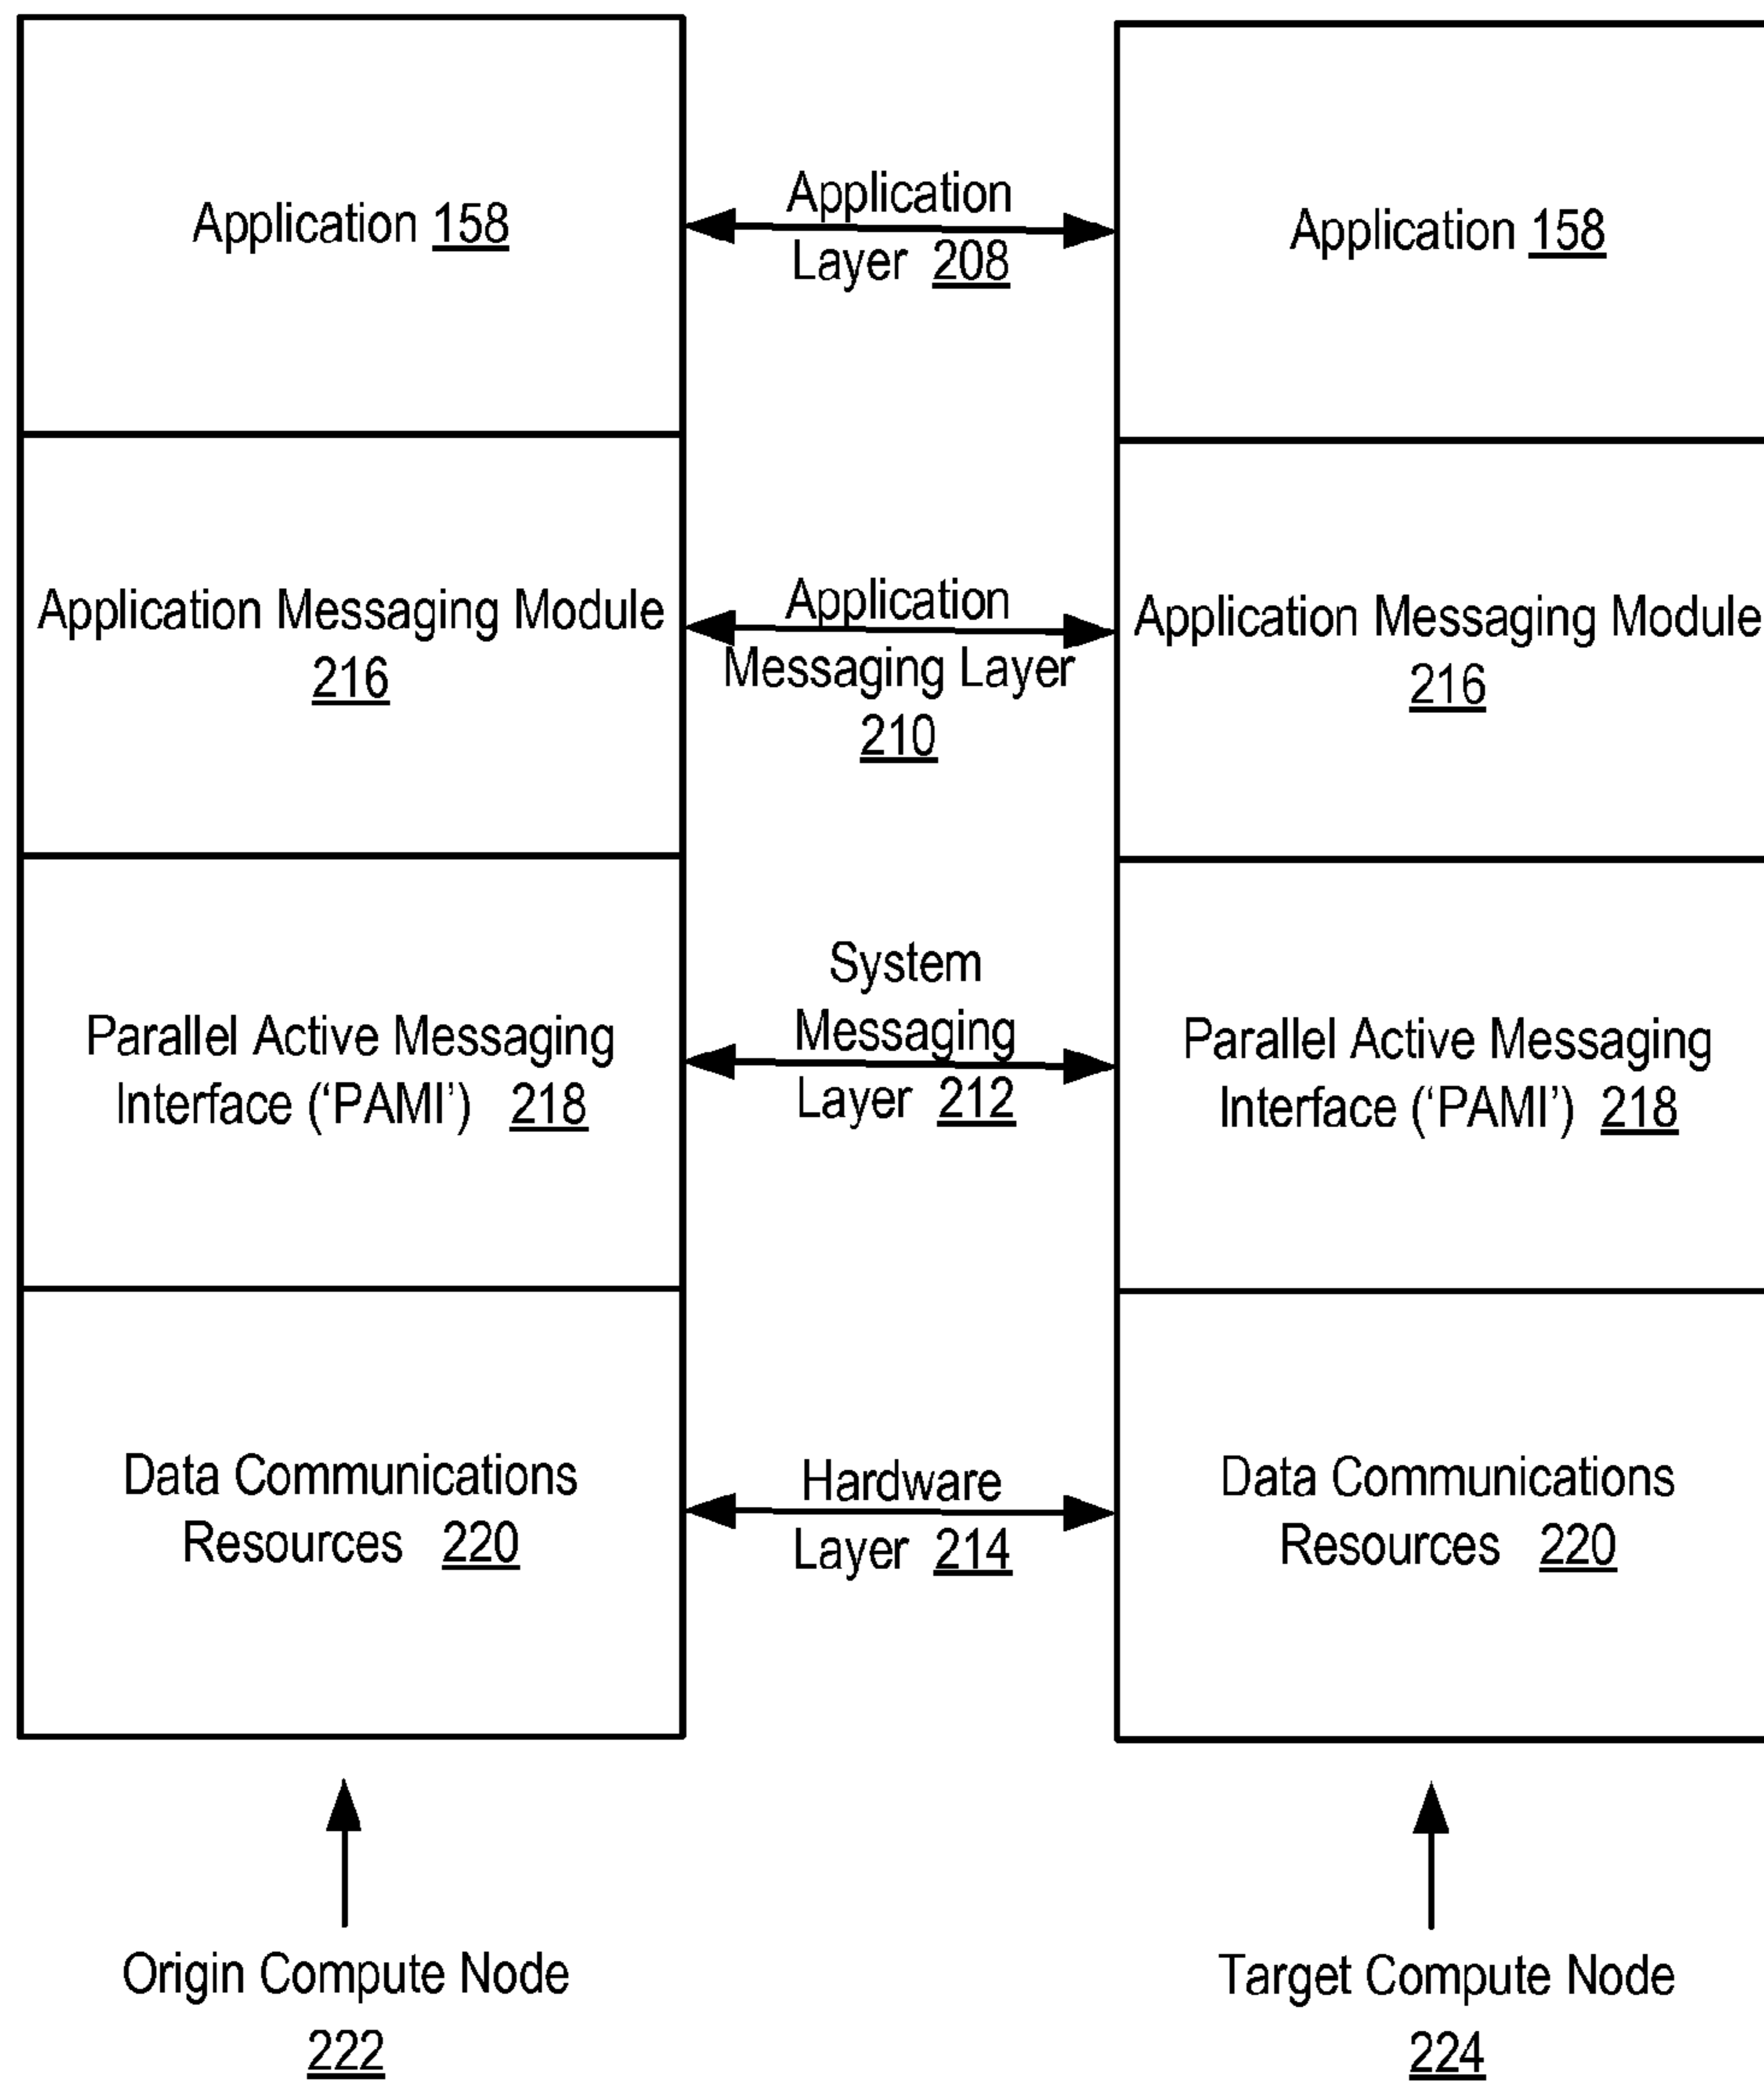 Application 158
Application
Layer 208
Application 158
Application Messaging Module
216
Application
Messaging Layer
210
Application Messaging Module
216
Parallel Active Messaging
Interface (‘PAMI’) 218
System
Messaging
Layer 212
Parallel Active Messaging
Interface (‘PAMI’) 218
Data Communications
Resources 220
Hardware
Layer 214
Data Communications
Resources 220
Origin Compute Node
222
Target Compute Node
224